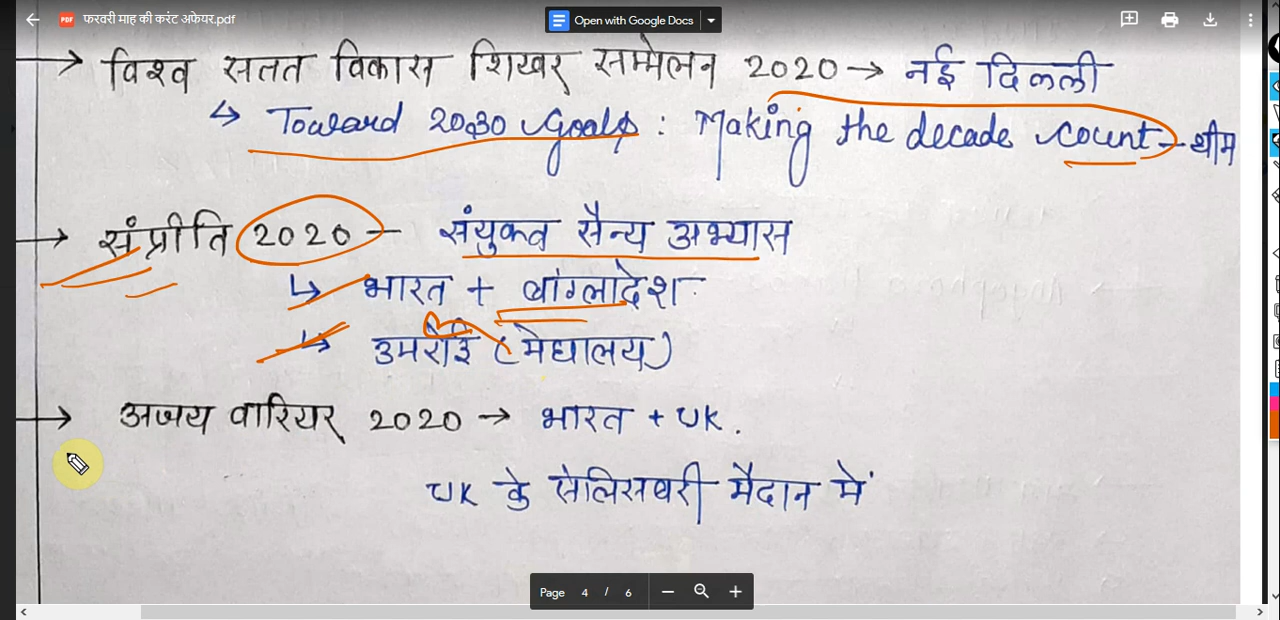 फरवरी माह की करंट अफेयर.pdf
Open with Google Docs
विश्व सतत विकास शिखर सम्मेलन 2020 → नई दिल्ली
↳ Toward 2030 Goals : Making the decade count - थीम
→ संप्रीति 2020 - संयुक्त सैन्य अभ्यास
↳ भारत + बांग्लादेश
↳ उमरोई (मेघालय)
→ अजय वारियर 2020 → भारत + UK.
UK के सेलिसबरी मैदान में
Page 4 / 6